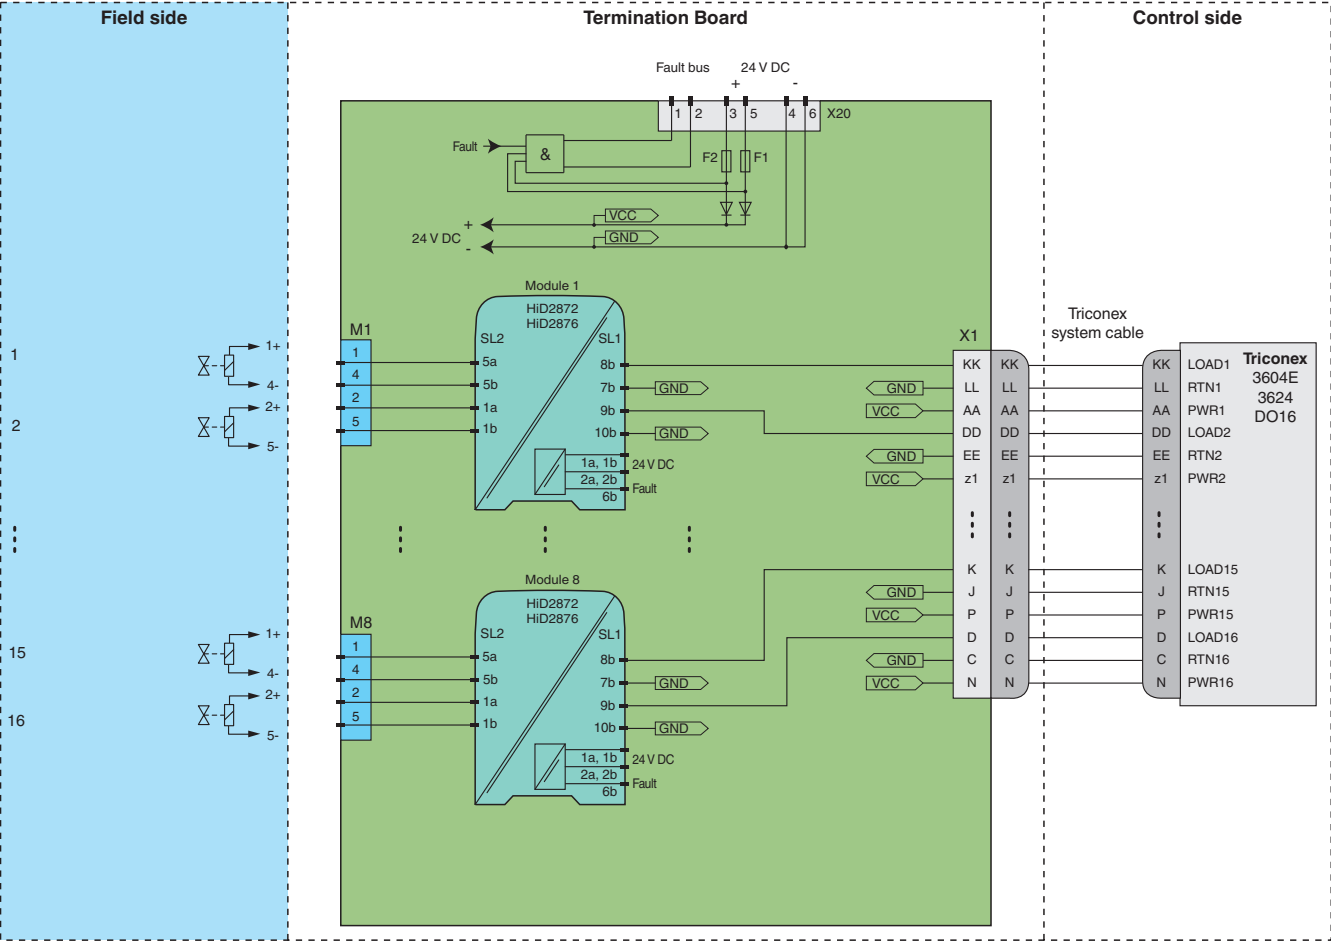 Field side
Termination Board
Control side
Fault bus
24 V DC
+
-
1
2
3
5
4
6
X20
Fault
&
F2
F1
VCC
+
24 V DC
-
GND
Module 1
HiD2872
HiD2876
SL2
SL1
M1
1
4
2
5
5a
5b
1a
1b
8b
7b
GND
9b
10b
GND
1a, 1b
24 V DC
2a, 2b
Fault
6b
1
1+
4-
2
2+
5-
X1
Triconex
system cable
KK
KK
KK
LOAD1
GND
LL
LL
LL
RTN1
VCC
AA
AA
AA
PWR1
DD
DD
DD
LOAD2
GND
EE
EE
EE
RTN2
VCC
z1
z1
z1
PWR2
Triconex
3604E
3624
DO16
Module 8
HiD2872
HiD2876
SL2
SL1
M8
1
4
2
5
5a
5b
1a
1b
8b
7b
GND
9b
10b
GND
1a, 1b
24 V DC
2a, 2b
Fault
6b
15
1+
4-
16
2+
5-
K
K
K
LOAD15
GND
J
J
J
RTN15
VCC
P
P
P
PWR15
D
D
D
LOAD16
GND
C
C
C
RTN16
VCC
N
N
N
PWR16